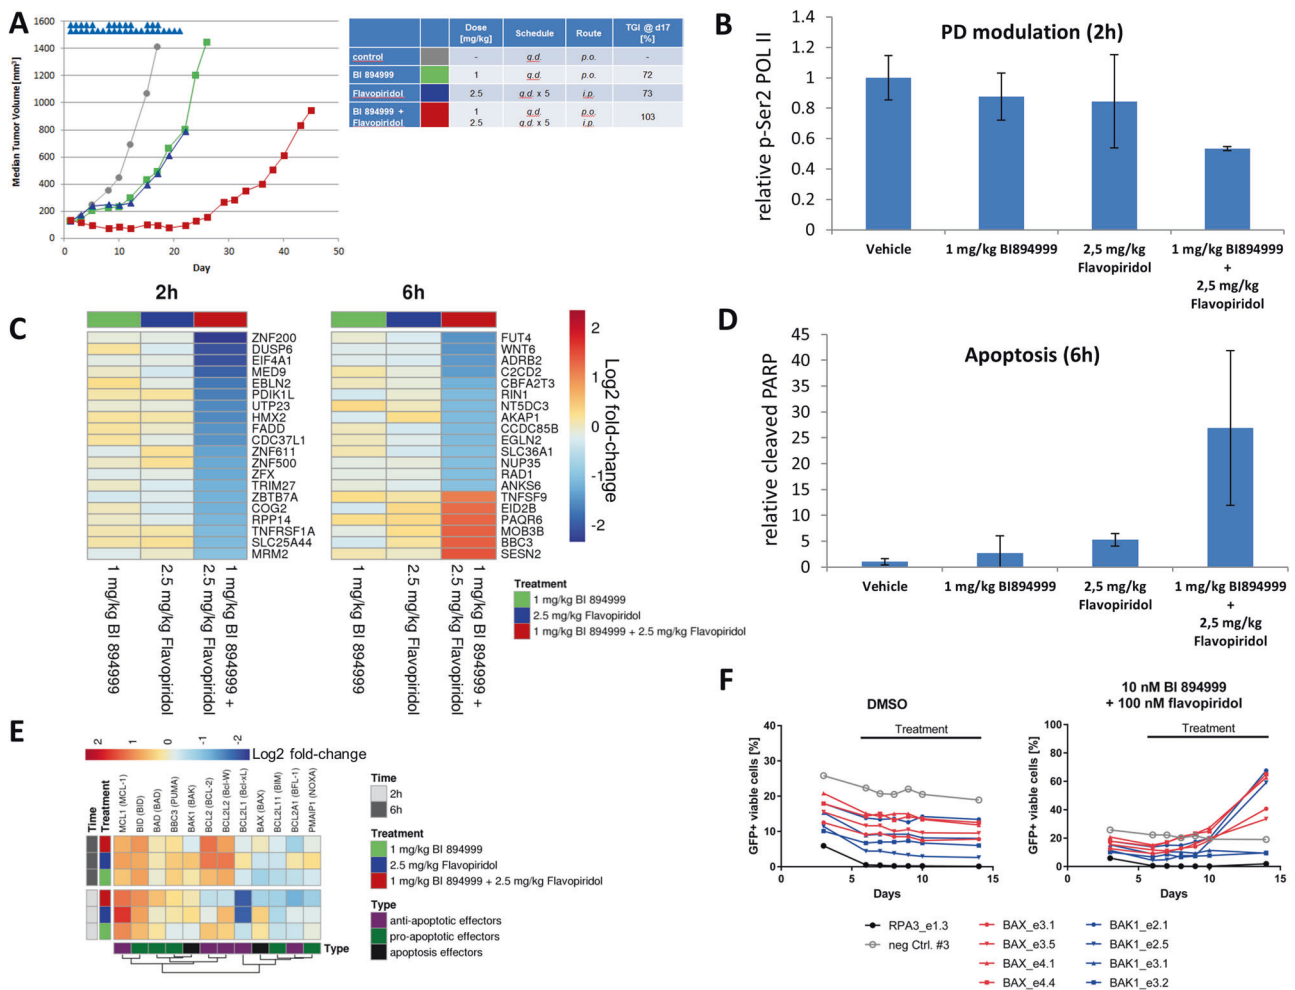 A
1600
1400
1200
1000
800
600
400
200
0
Median Tumor Volume [mm³]
0 10 20 30 40 50
Day
Dose [mg/kg] Schedule Route TGI @ d17 [%]
control - q.d. p.o. -
BI 894999 1 q.d. p.o. 72
Flavopiridol 2.5 q.d. x 5 i.p. 73
BI 894999 + 1 q.d. p.o. 103
Flavopiridol 2.5 q.d. x 5 i.p.
B
PD modulation (2h)
relative p-Ser2 POL II
1.4
1.2
1
0.8
0.6
0.4
0.2
0
Vehicle
1 mg/kg BI894999
2,5 mg/kg
Flavopiridol
1 mg/kg BI894999
+
2,5 mg/kg
Flavopiridol
C
2h
ZNF200
DUSP6
EIF4A1
MED9
EBLN2
PDIK1L
UTP23
HMX2
FADD
CDC37L1
ZNF611
ZNF500
ZFX
TRIM27
ZBTB7A
COG2
RPP14
TNFRSF1A
SLC25A44
MRM2
1 mg/kg BI 894999
2.5 mg/kg Flavopiridol
1 mg/kg BI 894999 +
2.5 mg/kg Flavopiridol
6h
FUT4
WNT6
ADRB2
C2CD2
CBFA2T3
RIN1
NT5DC3
AKAP1
CCDC85B
EGLN2
SLC36A1
NUP35
RAD1
ANKS6
TNFSF9
EID2B
PAQR6
MOB3B
BBC3
SESN2
1 mg/kg BI 894999
2.5 mg/kg Flavopiridol
1 mg/kg BI 894999 +
2.5 mg/kg Flavopiridol
2
1
0
-1
-2
Log2 fold-change
Treatment
1 mg/kg BI 894999
2.5 mg/kg Flavopiridol
1 mg/kg BI 894999 + 2.5 mg/kg Flavopiridol
D
Apoptosis (6h)
relative cleaved PARP
45
40
35
30
25
20
15
10
5
0
Vehicle
1 mg/kg BI894999
2,5 mg/kg
Flavopiridol
1 mg/kg BI894999
+
2,5 mg/kg
Flavopiridol
E
2 1 0 -1 -2
Log2 fold-change
Time
Treatment
MCL1 (MCL-1)
BID (BID)
BAD (BAD)
BBC3 (PUMA)
BAK1 (BAK)
BCL2 (BCL-2)
BCL2L2 (Bcl-W)
BCL2L1 (Bcl-xL)
BAX (BAX)
BCL2L11 (BIM)
BCL2A1 (BFL-1)
PMAIP1 (NOXA)
Type
Time
2h
6h
Treatment
1 mg/kg BI 894999
2.5 mg/kg Flavopiridol
1 mg/kg BI 894999 + 2.5 mg/kg Flavopiridol
Type
anti-apoptotic effectors
pro-apoptotic effectors
apoptosis effectors
F
DMSO
Treatment
GFP+ viable cells [%]
40
30
20
10
0
0 5 10 15
Days
10 nM BI 894999
+ 100 nM flavopiridol
Treatment
GFP+ viable cells [%]
100
80
60
40
20
0
0 5 10 15
Days
RPA3_e1.3
neg Ctrl. #3
BAX_e3.1
BAX_e3.5
BAX_e4.1
BAX_e4.4
BAK1_e2.1
BAK1_e2.5
BAK1_e3.1
BAK1_e3.2